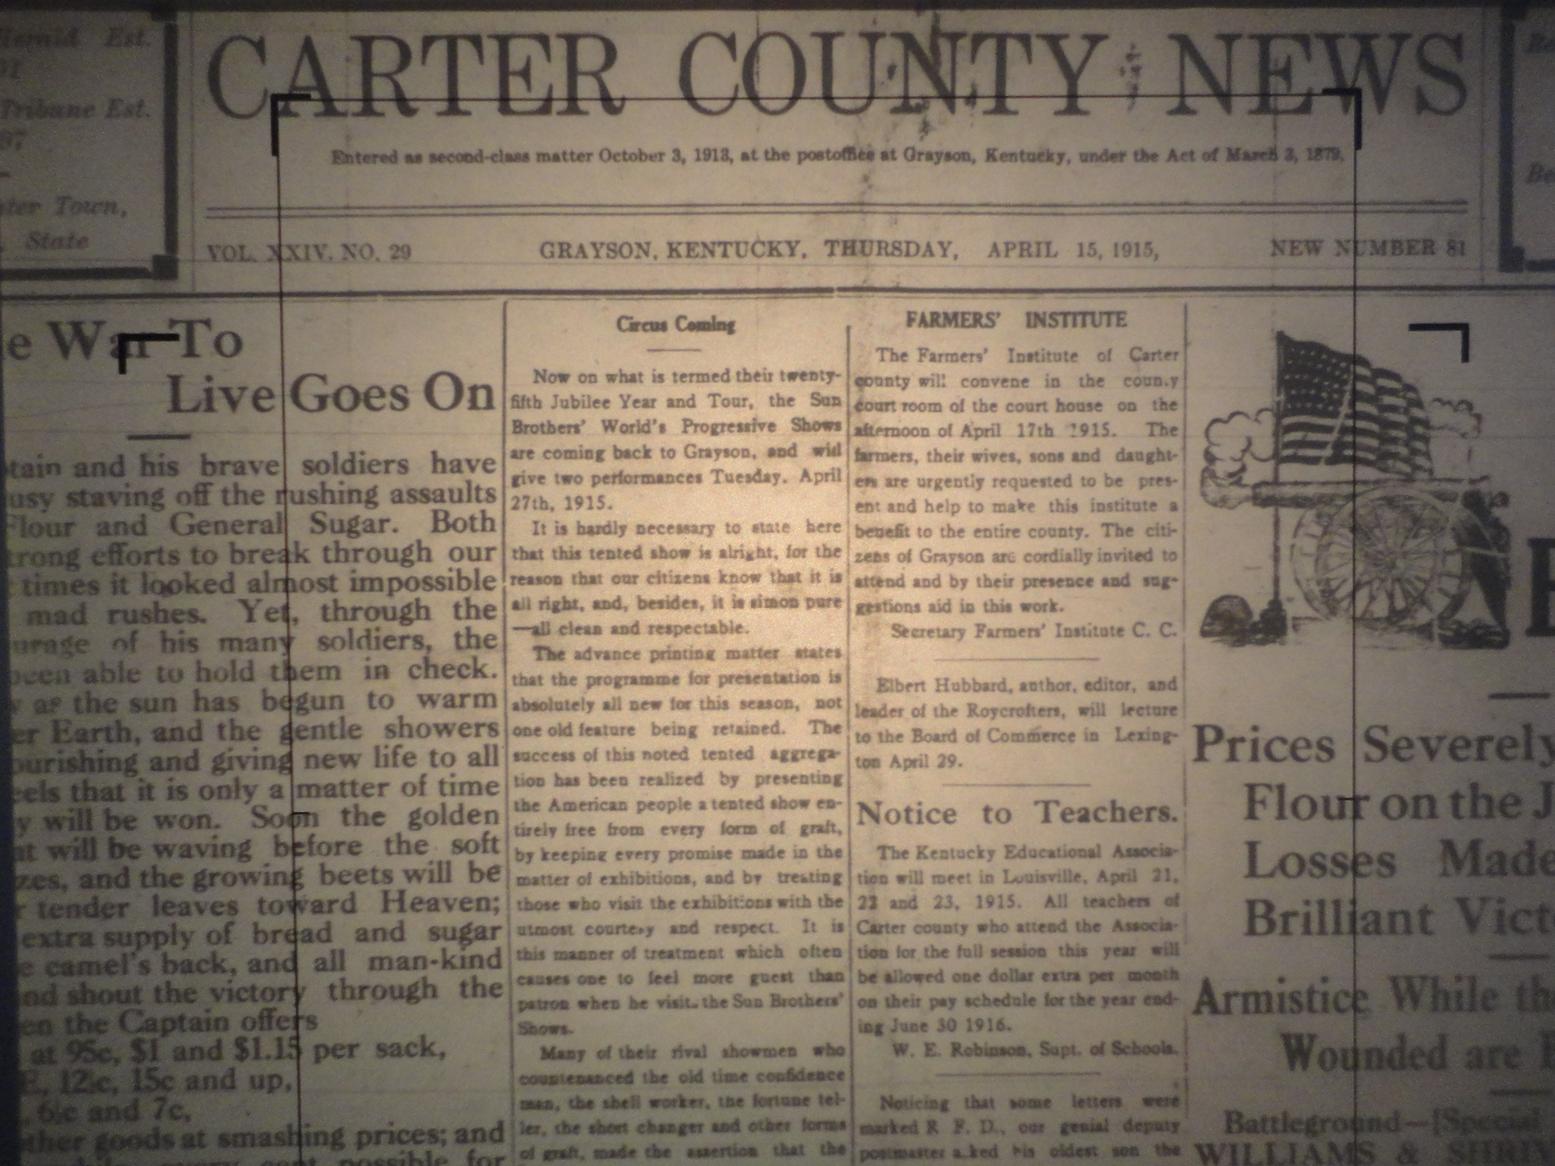 Herald Est.
Tribune Est.
Town,
State
CARTER COUNTY NEWS
Entered as second-class matter October 3, 1913, at the postoffice at Grayson, Kentucky, under the Act of March 3, 1879.
VOL. XXIV. NO. 29 GRAYSON, KENTUCKY, THURSDAY, APRIL 15, 1915, NEW NUMBER 81
War To
Live Goes On
and his brave soldiers have
staving off the rushing assaults
Flour and General Sugar. Both
efforts to break through our
times it looked almost impossible
mad rushes. Yet, through the
of his many soldiers, the
been able to hold them in check.
as the sun has begun to warm
Earth, and the gentle showers
and giving new life to all
that it is only a matter of time
will be won. Soon the golden
will be waving before the soft
and the growing beets will be
tender leaves toward Heaven;
extra supply of bread and sugar
camel's back, and all man-kind
and shout the victory through the
the Captain offers
at 95c, $1 and $1.15 per sack,
15c and up,
and 7c,
goods at smashing prices; and
possible for
Circus Coming
Now on what is termed their twenty-
fifth Jubilee Year and Tour, the Sun
Brothers' World's Progressive Shows
are coming back to Grayson, and will
give two performances Tuesday. April
27th, 1915.
It is hardly necessary to state here
that this tented show is alright, for the
reason that our citizens know that it is
all right, and, besides, it is simon pure
—all clean and respectable.
The advance printing matter states
that the programme for presentation is
absolutely all new for this season, not
one old feature being retained. The
success of this noted tented aggrega-
tion has been realized by presenting
the American people a tented show en-
tirely free from every form of graft,
by keeping every promise made in the
matter of exhibitions, and by treating
those who visit the exhibitions with the
utmost courtesy and respect. It is
this manner of treatment which often
causes one to feel more guest than
patron when he visits the Sun Brothers'
Shows.
Many of their rival showmen who
countenanced the old time confidence
man, the shell worker, the fortune tel-
ler, the short changer and other forms
of graft, made the assertion that the
FARMERS' INSTITUTE
The Farmers' Institute of Carter
county will convene in the county
court room of the court house on the
afternoon of April 17th 1915. The
farmers, their wives, sons and daught-
ers are urgently requested to be pres-
ent and help to make this institute a
benefit to the entire county. The citi-
zens of Grayson are cordially invited to
attend and by their presence and sug-
gestions aid in this work.
Secretary Farmers' Institute C. C.
Elbert Hubbard, author, editor, and
leader of the Roycrofters, will lecture
to the Board of Commerce in Lexing-
ton April 29.
Notice to Teachers.
The Kentucky Educational Associa-
tion will meet in Louisville, April 21,
22 and 23, 1915. All teachers of
Carter county who attend the Associa-
tion for the full session this year will
be allowed one dollar extra per month
on their pay schedule for the year end-
ing June 30 1916.
W. E. Robinson, Supt. of Schools.
Noticing that some letters were
marked R. F. D., our genial deputy
postmaster asked his oldest son the
Prices Severely
Flour on the
Losses Made
Brilliant
Armistice While
Wounded are
Battleground—[Special
WILLIAMS &